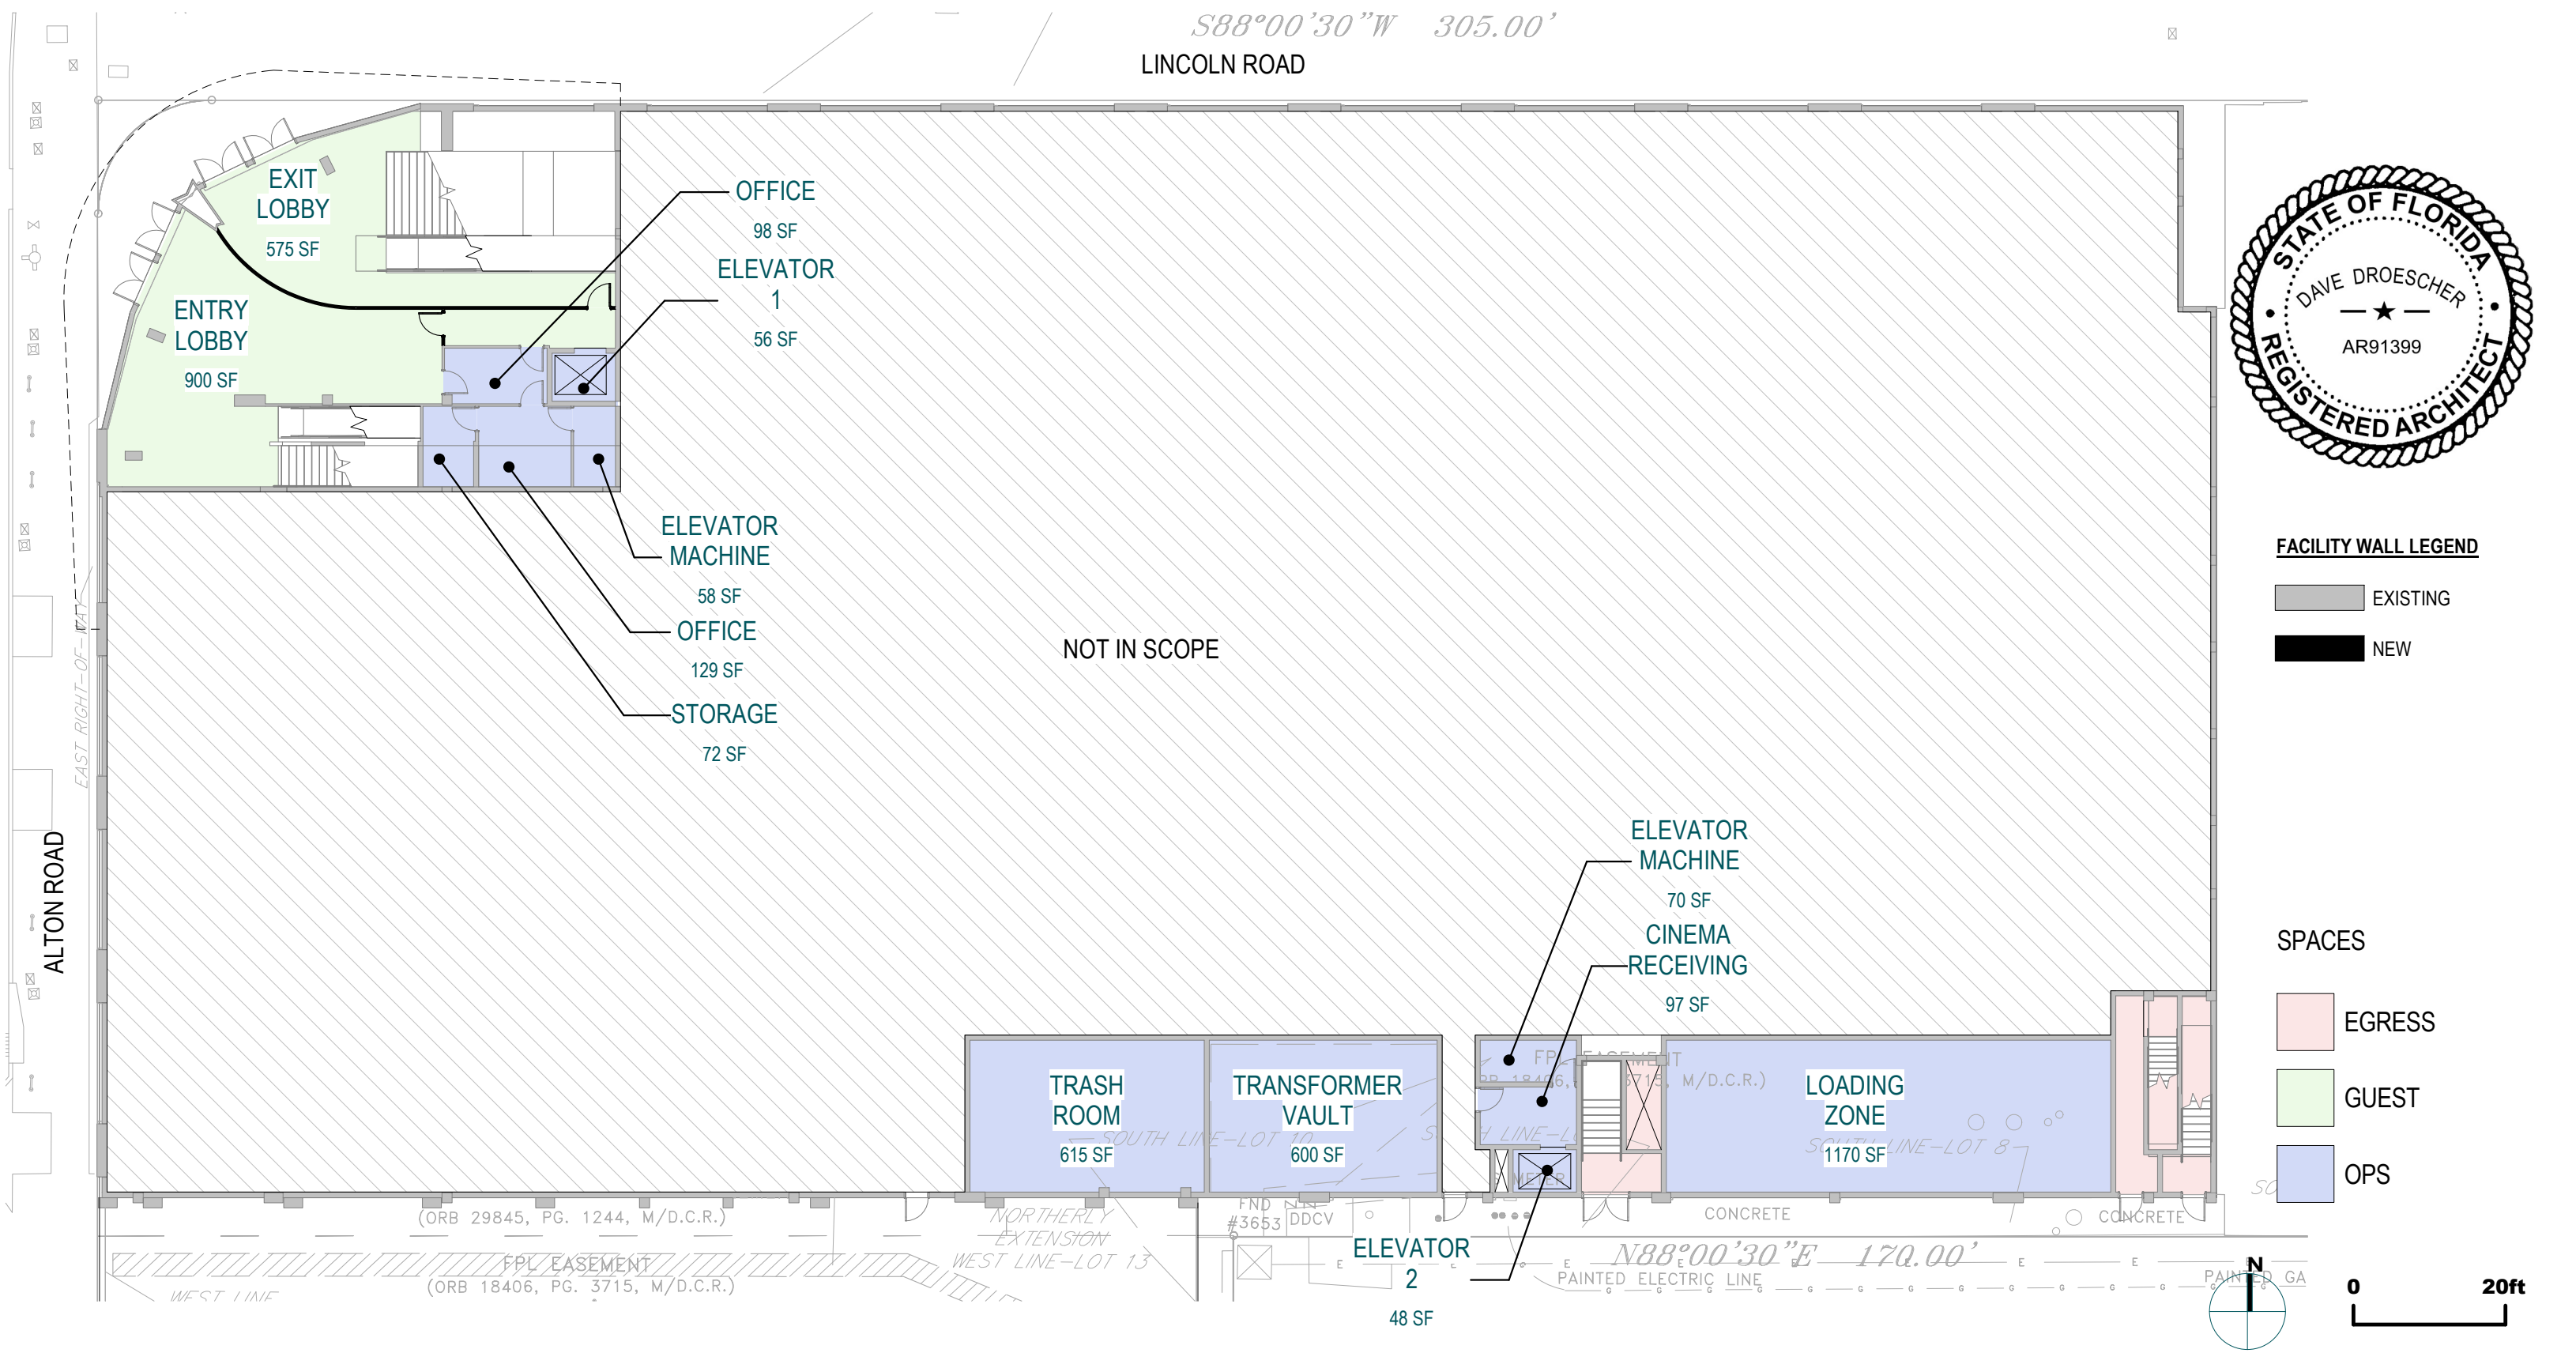 S88°00'30"W 305.00'
LINCOLN ROAD
EXIT
LOBBY
575 SF
ENTRY
LOBBY
900 SF
OFFICE
98 SF
ELEVATOR
1
56 SF
ELEVATOR
MACHINE
58 SF
OFFICE
129 SF
STORAGE
72 SF
NOT IN SCOPE
EAST RIGHT-OF-WAY
ALTON ROAD
STATE OF FLORIDA
DAVE DROESCHER
AR91399
REGISTERED ARCHITECT
FACILITY WALL LEGEND
EXISTING
NEW
ELEVATOR
MACHINE
70 SF
CINEMA
RECEIVING
97 SF
SPACES
EGRESS
GUEST
OPS
TRASH
ROOM
615 SF
TRANSFORMER
VAULT
600 SF
LOADING
ZONE
1170 SF
FPL EASEMENT
3715, M/D.C.R.)
SOUTH LINE-LOT 10
SOUTH LINE-LOT 8
(ORB 29845, PG. 1244, M/D.C.R.)
FPL EASEMENT
(ORB 18406, PG. 3715, M/D.C.R.)
WEST LINE
NORTHERLY
EXTENSION
WEST LINE-LOT 13
FND
#3653
DDCV
CONCRETE
CONCRETE
ELEVATOR
2
48 SF
N88°00'30"E 170.00'
PAINTED ELECTRIC LINE
PAINTED GA
N
0 20ft